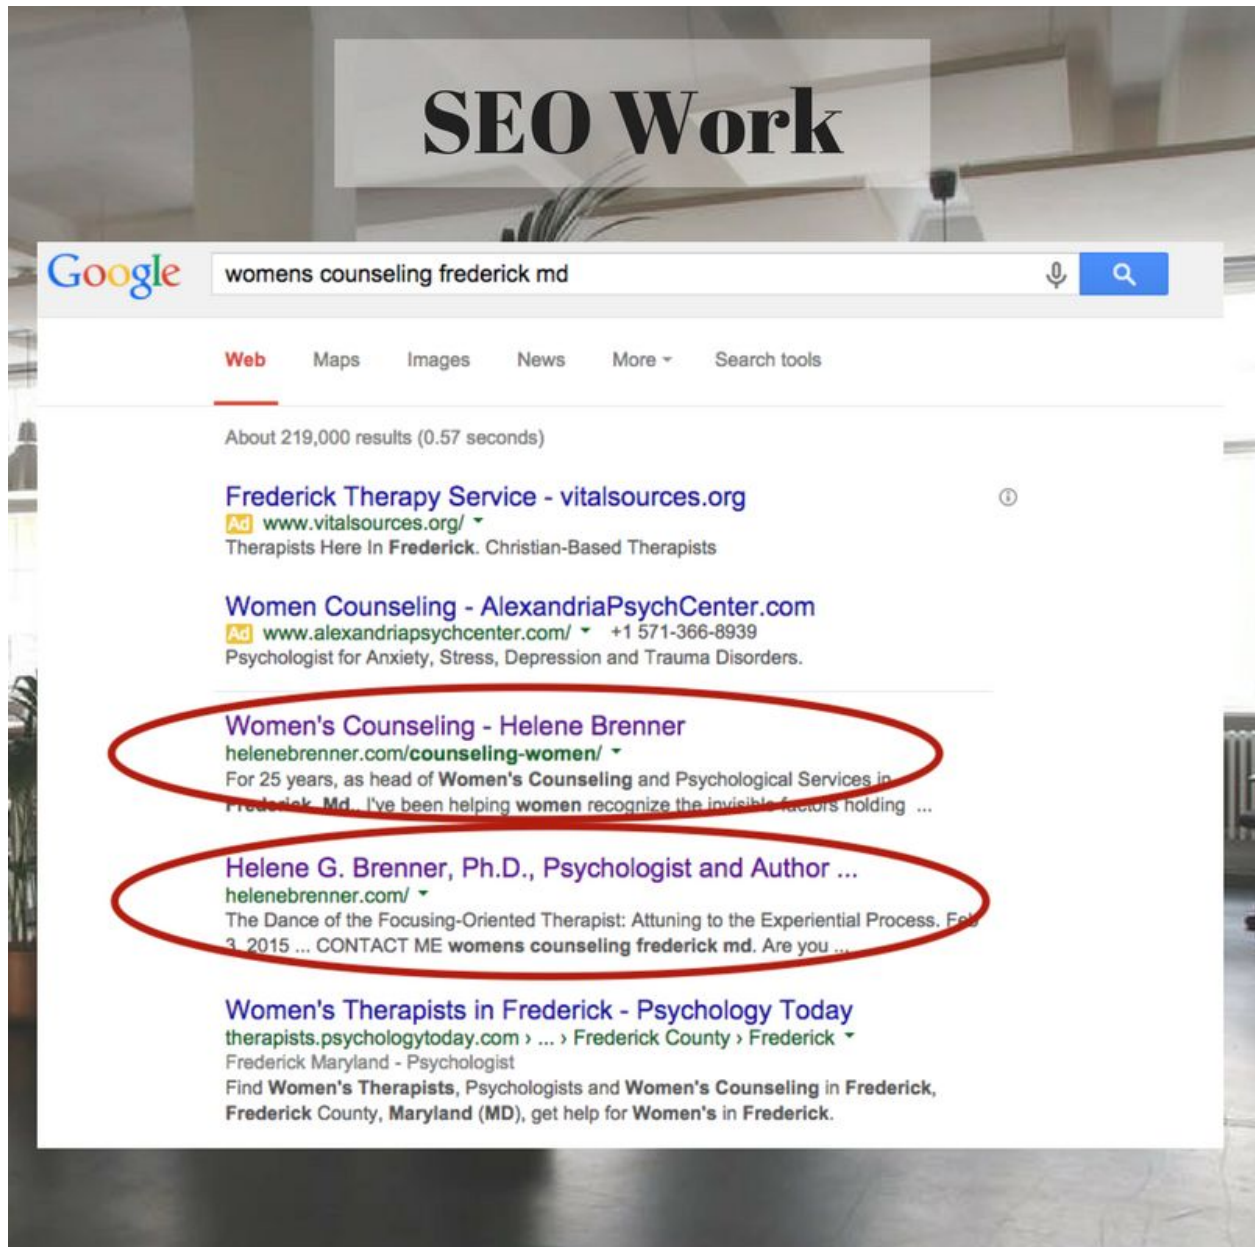 SEO Work
Google womens counseling frederick md
Web Maps Images News More Search tools
About 219,000 results (0.57 seconds)
Frederick Therapy Service - vitalsources.org
Ad www.vitalsources.org/
Therapists Here In Frederick. Christian-Based Therapists
Women Counseling - AlexandriaPsychCenter.com
Ad www.alexandriapsychcenter.com/ +1 571-366-8939
Psychologist for Anxiety, Stress, Depression and Trauma Disorders.
Women's Counseling - Helene Brenner
helenebrenner.com/counseling-women/
For 25 years, as head of Women's Counseling and Psychological Services in
Frederick, Md., I've been helping women recognize the invisible factors holding ...
Helene G. Brenner, Ph.D., Psychologist and Author ...
helenebrenner.com/
The Dance of the Focusing-Oriented Therapist: Attuning to the Experiential Process. Feb
3, 2015 ... CONTACT ME womens counseling frederick md. Are you ...
Women's Therapists in Frederick - Psychology Today
therapists.psychologytoday.com › ... › Frederick County › Frederick
Frederick Maryland - Psychologist
Find Women's Therapists, Psychologists and Women's Counseling in Frederick,
Frederick County, Maryland (MD), get help for Women's in Frederick.